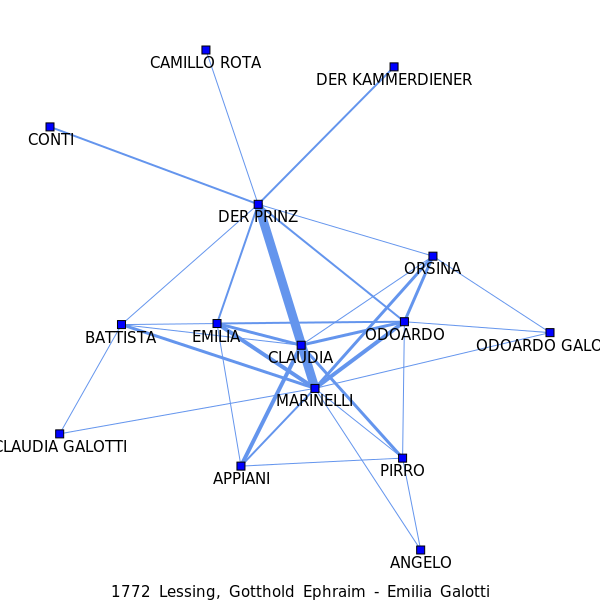 CAMILLO ROTA
DER KAMMERDIENER
CONTI
DER PRINZ
ORSINA
BATTISTA
EMILIA
ODOARDO
ODOARDO GALO
CLAUDIA
MARINELLI
CLAUDIA GALOTTI
PIRRO
APPIANI
ANGELO
1772 Lessing, Gotthold Ephraim - Emilia Galotti